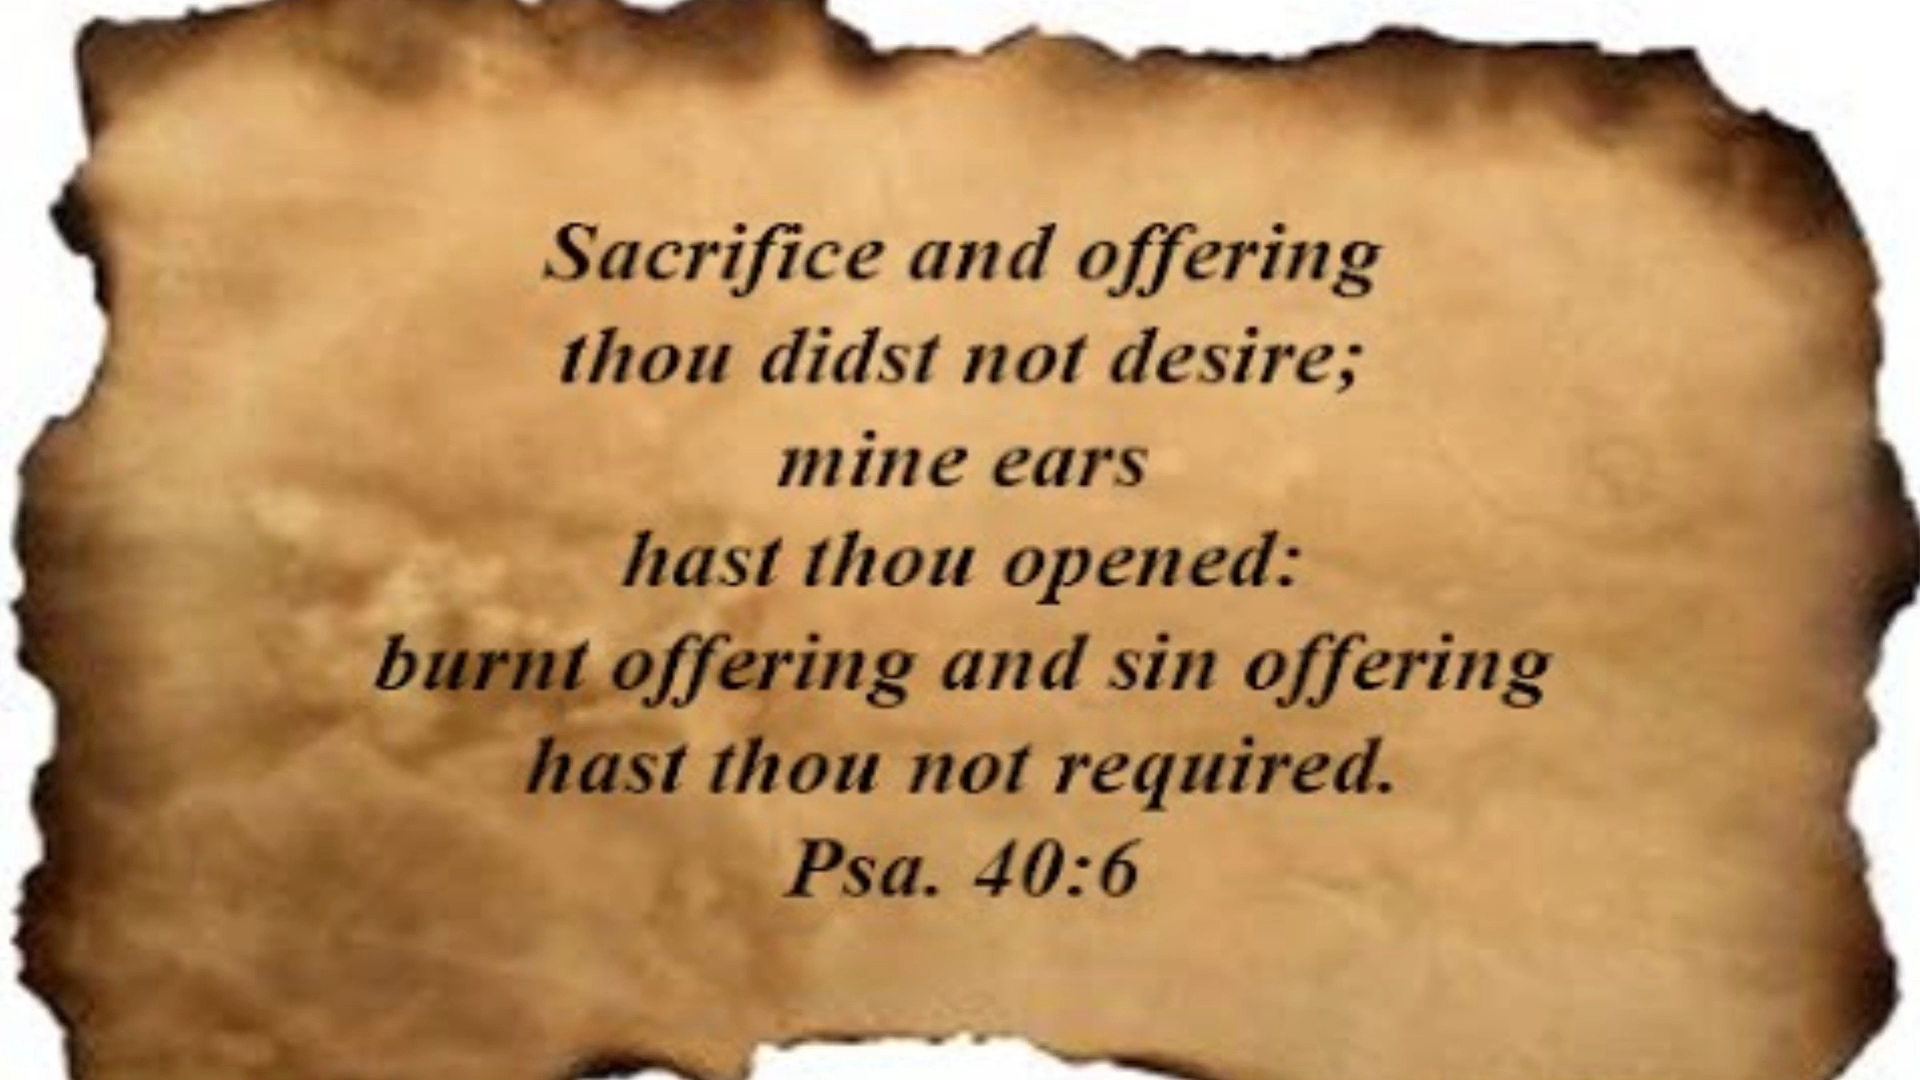 Sacrifice and offering
thou didst not desire;
mine ears
hast thou opened:
burnt offering and sin offering
hast thou not required.
Psa. 40:6